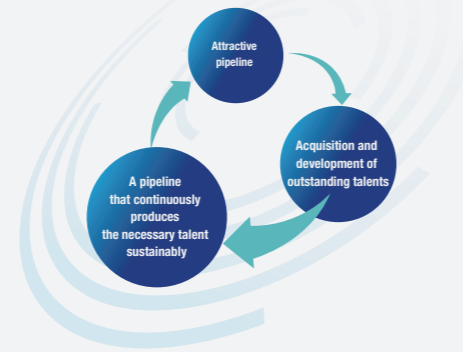 Attractive
pipeline
Acquisition and
development of
outstanding talents
A pipeline
that continuously
produces
the necessary talent
sustainably